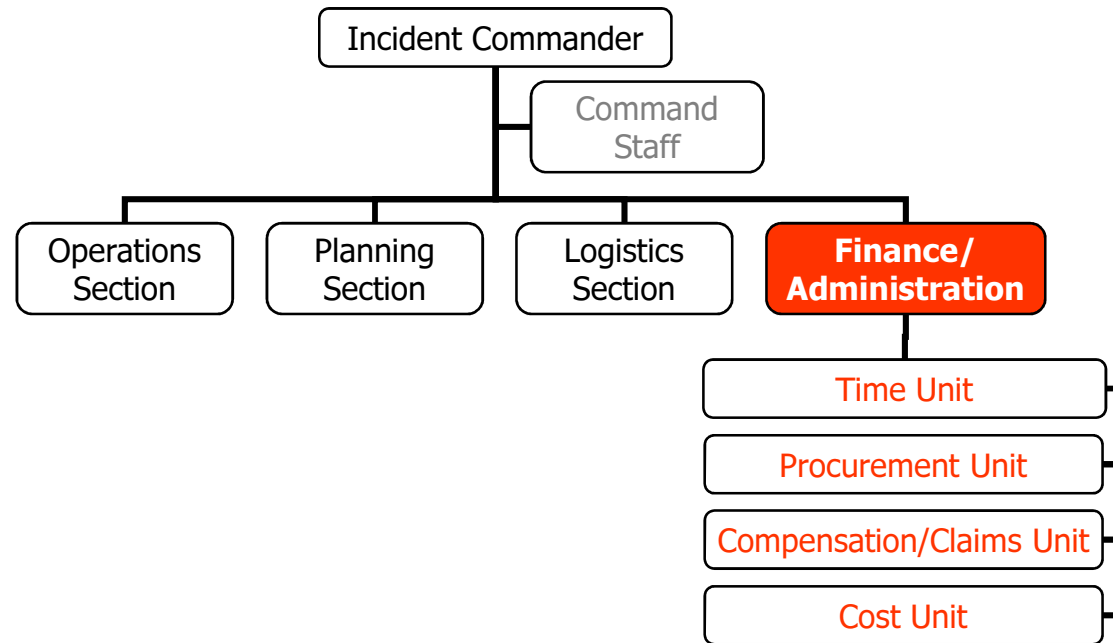 Incident Commander
Command
Staff
Operations
Section
Planning
Section
Logistics
Section
Finance/
Administration
Time Unit
Procurement Unit
Compensation/Claims Unit
Cost Unit